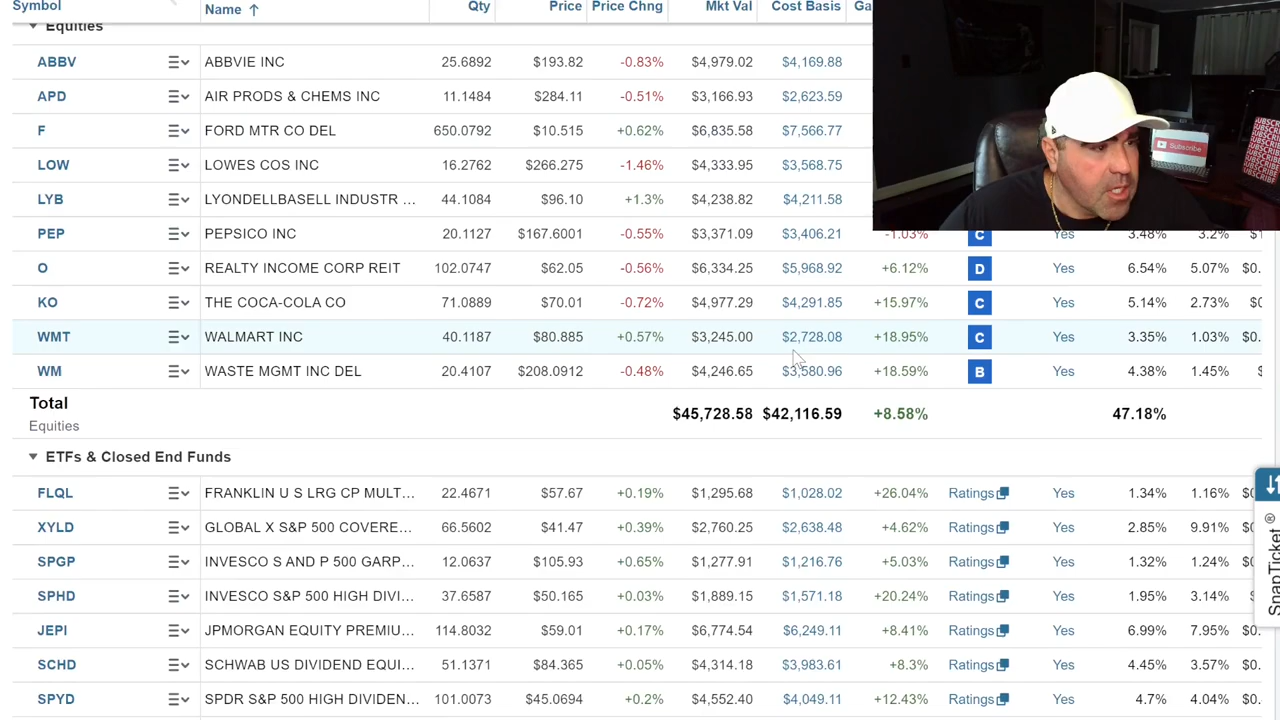 Symbol Name ↑ Qty Price Price Chng Mkt Val Cost Basis Ga
Equities
ABBV ABBVIE INC 25.6892 $193.82 -0.83% $4,979.02 $4,169.88
APD AIR PRODS & CHEMS INC 11.1484 $284.11 -0.51% $3,166.93 $2,623.59
F FORD MTR CO DEL 650.0792 $10.515 +0.62% $6,835.58 $7,566.77
LOW LOWES COS INC 16.2762 $266.275 -1.46% $4,333.95 $3,568.75
LYB LYONDELLBASELL INDUSTR ... 44.1084 $96.10 +1.3% $4,238.82 $4,211.58
PEP PEPSICO INC 20.1127 $167.6001 -0.55% $3,371.09 $3,406.21 -1.03% C Yes 3.48% 3.2% $1
O REALTY INCOME CORP REIT 102.0747 $62.05 -0.56% $6,334.25 $5,968.92 +6.12% D Yes 6.54% 5.07% $0.
KO THE COCA-COLA CO 71.0889 $70.01 -0.72% $4,977.29 $4,291.85 +15.97% C Yes 5.14% 2.73% $0
WMT WALMART INC 40.1187 $80.885 +0.57% $3,245.00 $2,728.08 +18.95% C Yes 3.35% 1.03% $0.
WM WASTE MGMT INC DEL 20.4107 $208.0912 -0.48% $4,246.65 $3,580.96 +18.59% B Yes 4.38% 1.45% $
Total $45,728.58 $42,116.59 +8.58% 47.18%
Equities
ETFs & Closed End Funds
FLQL FRANKLIN U S LRG CP MULT... 22.4671 $57.67 +0.19% $1,295.68 $1,028.02 +26.04% Ratings Yes 1.34% 1.16% $0.
XYLD GLOBAL X S&P 500 COVERE... 66.5602 $41.47 +0.39% $2,760.25 $2,638.48 +4.62% Ratings Yes 2.85% 9.91% $0.
SPGP INVESCO S AND P 500 GARP... 12.0637 $105.93 +0.65% $1,277.91 $1,216.76 +5.03% Ratings Yes 1.32% 1.24% $0.
SPHD INVESCO S&P 500 HIGH DIVI... 37.6587 $50.165 +0.03% $1,889.15 $1,571.18 +20.24% Ratings Yes 1.95% 3.14% $0.
JEPI JPMORGAN EQUITY PREMIU... 114.8032 $59.01 +0.17% $6,774.54 $6,249.11 +8.41% Ratings Yes 6.99% 7.95% $0.
SCHD SCHWAB US DIVIDEND EQUI... 51.1371 $84.365 +0.05% $4,314.18 $3,983.61 +8.3% Ratings Yes 4.45% 3.57% $0.
SPYD SPDR S&P 500 HIGH DIVIDEN... 101.0073 $45.0694 +0.2% $4,552.40 $4,049.11 +12.43% Ratings Yes 4.7% 4.04% $0.
SnapTicket®
Subscribe
SUBSCRIBE
SUBSCRIBE
SUBSCRIBE
SUBSCRIBE